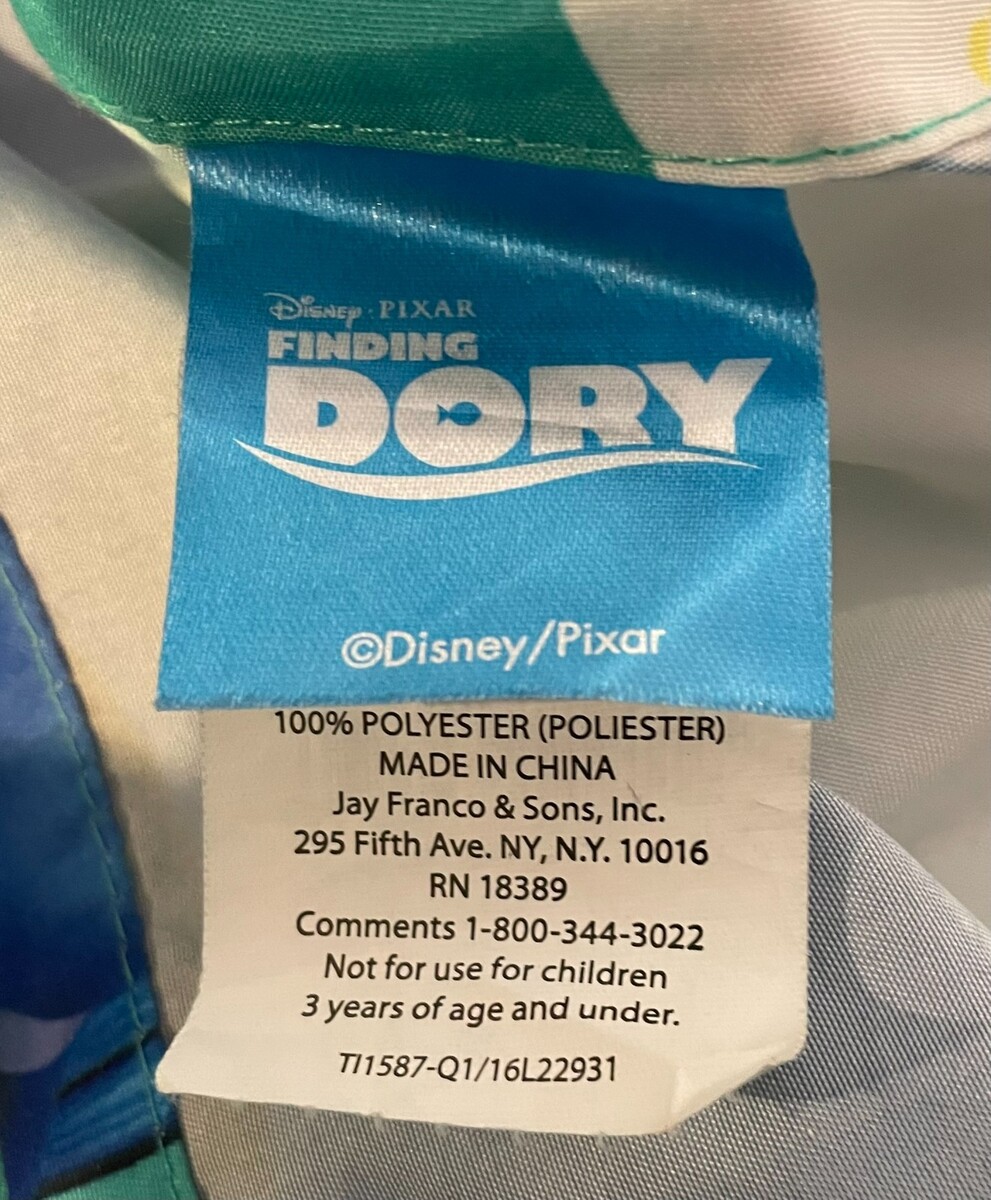 Disney · PIXAR
FINDING
DORY
©Disney/Pixar
100% POLYESTER (POLIESTER)
MADE IN CHINA
Jay Franco & Sons, Inc.
295 Fifth Ave. NY, N.Y. 10016
RN 18389
Comments 1-800-344-3022
Not for use for children
3 years of age and under.
TI1587-Q1/16L22931